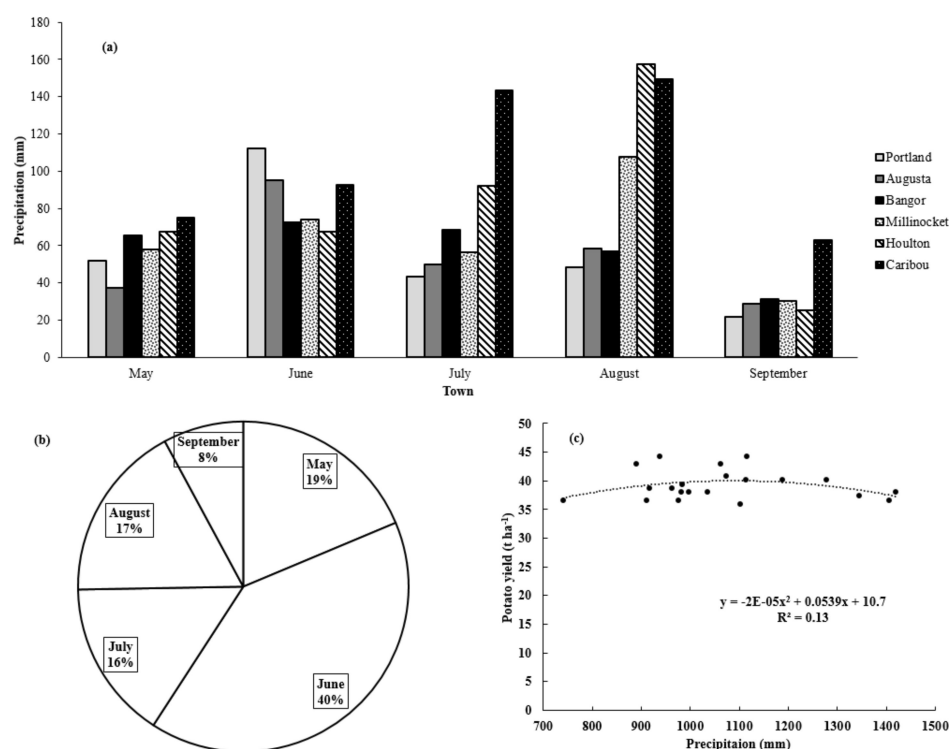 (a)
Precipitation (mm)
180
160
140
120
100
80
60
40
20
0
May
June
July
August
September
Town
Portland
Augusta
Bangor
Millinocket
Houlton
Caribou
(b)
September
8%
May
19%
August
17%
July
16%
June
40%
(c)
Potato yield (t ha⁻¹)
50
45
40
35
30
25
20
15
10
5
0
y = -2E-05x² + 0.0539x + 10.7
R² = 0.13
700
800
900
1000
1100
1200
1300
1400
1500
Precipitaion (mm)